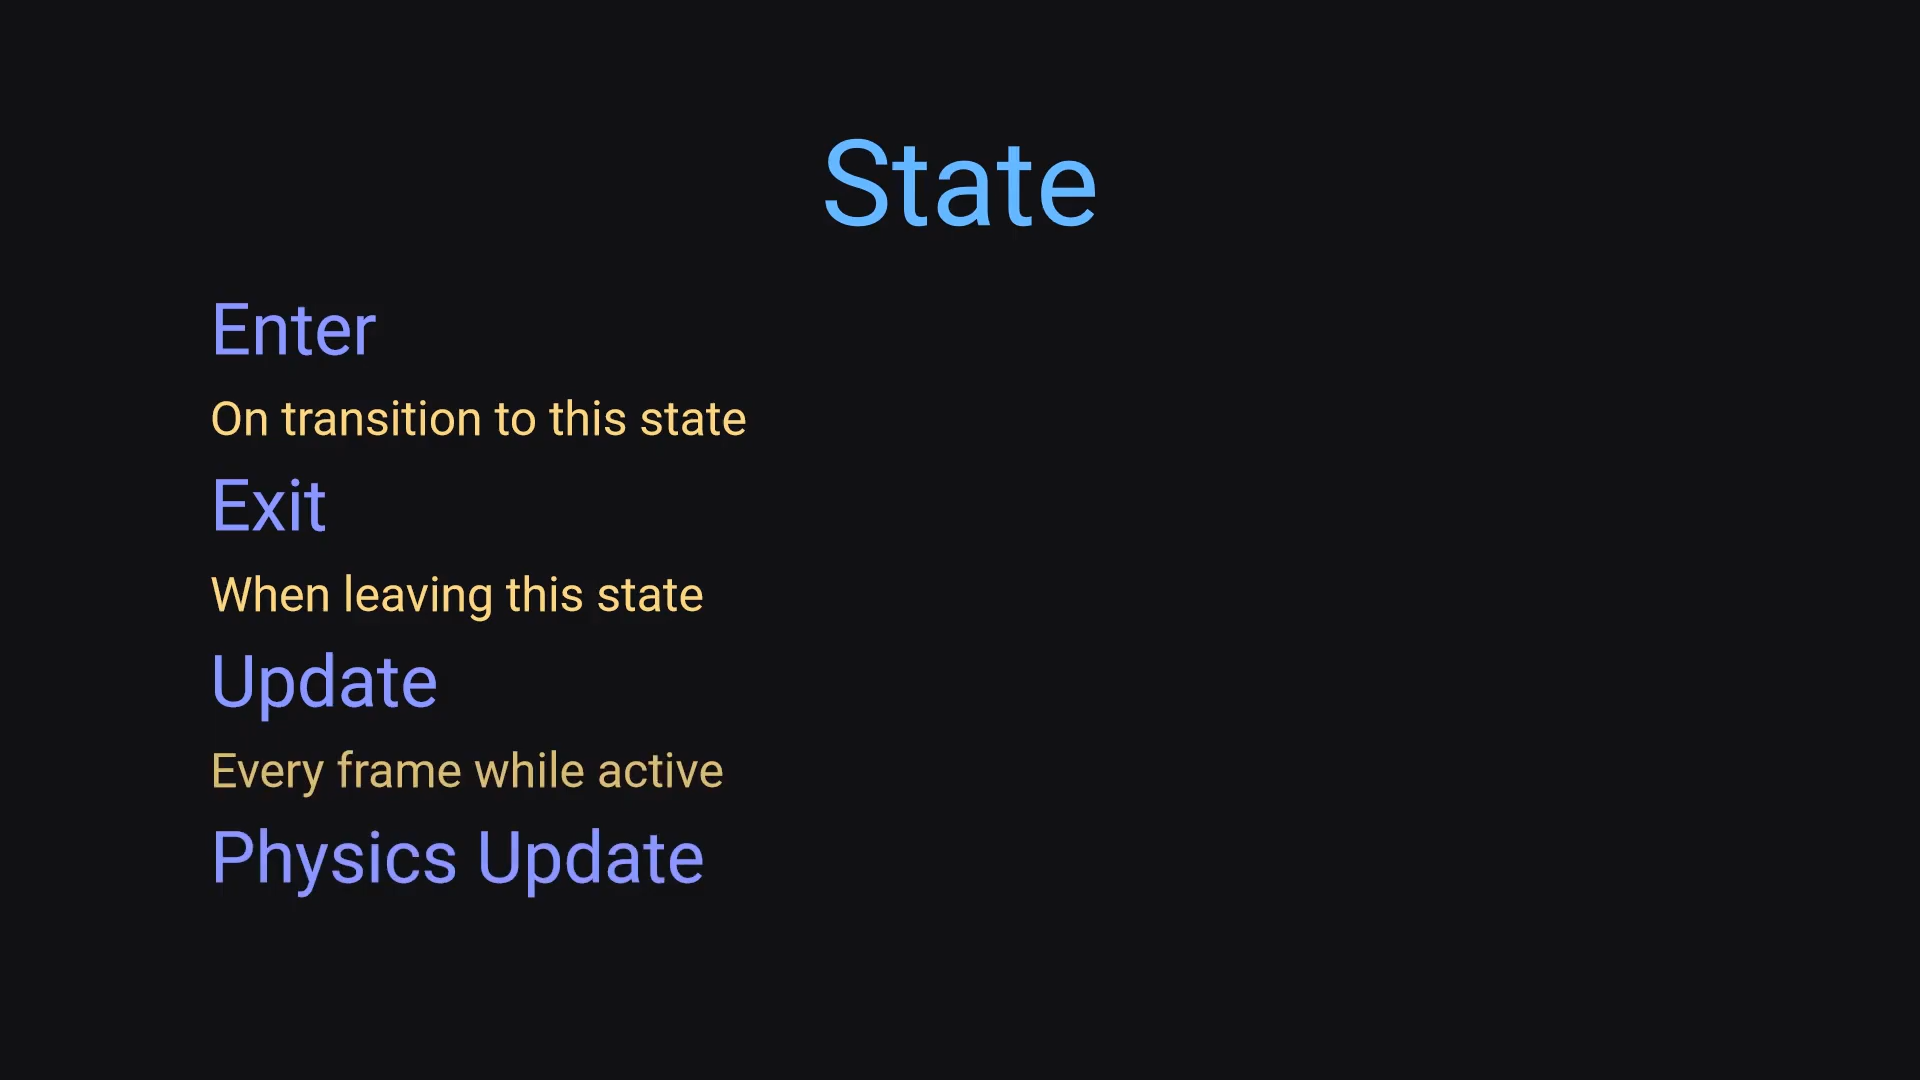 State
Enter
On transition to this state
Exit
When leaving this state
Update
Every frame while active
Physics Update